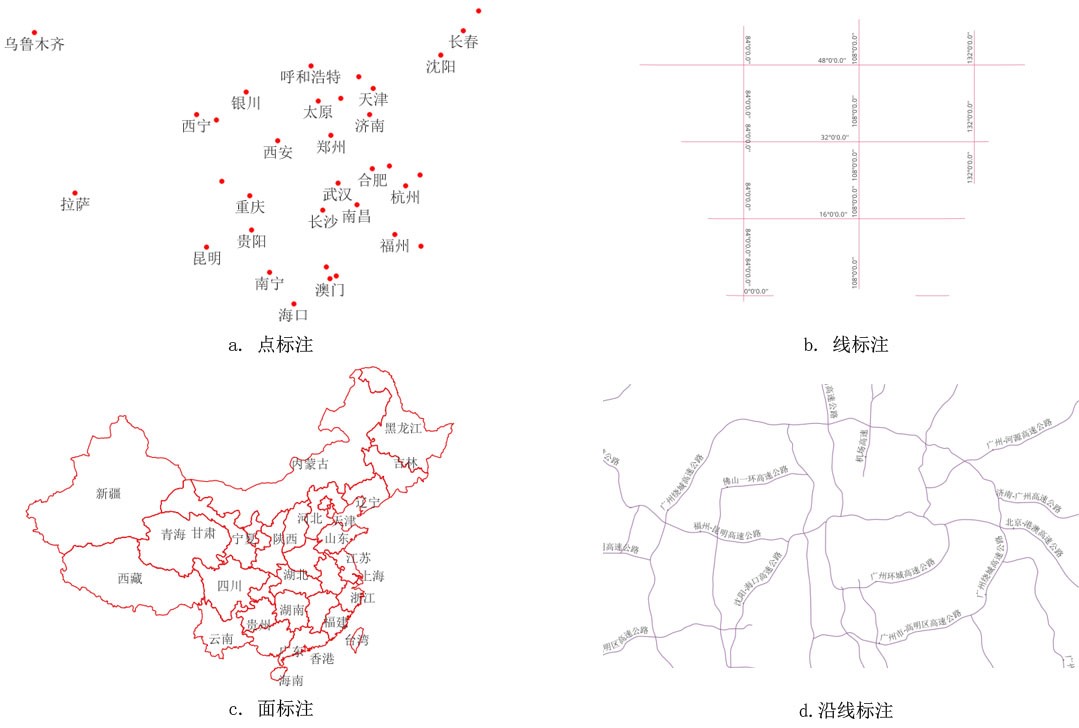 乌鲁木齐
长春
沈阳
呼和浩特
银川
天津
太原
西宁
济南
西安
郑州
合肥
武汉
杭州
拉萨
重庆
长沙
南昌
贵阳
福州
昆明
南宁
澳门
海口
a. 点标注
84°0'0.0"
108°0'0.0"
132°0'0.0"
48°0'0.0"
84°0'0.0"
108°0'0.0"
132°0'0.0"
84°0'0.0"
32°0'0.0"
108°0'0.0"
132°0'0.0"
84°0'0.0"
108°0'0.0"
16°0'0.0"
84°0'0.0"
84°0'0.0"
108°0'0.0"
0°0'0.0"
b. 线标注
黑龙江
吉林
内蒙古
新疆
辽宁
河北
天津
青海
甘肃
宁夏
陕西
山东
江苏
西藏
四川
湖北
上海
浙江
湖南
贵州
福建
云南
台湾
广东
香港
海南
c. 面标注
高速公路
机场高速
广州-河源高速公路
广州绕城高速公路
佛山一环高速公路
济南-广州高速公路
福州-昆明高速公路
北京-港澳高速公路
高速公路
沈阳-海口高速公路
广州环城高速公路
广州绕城高速公路
明区高速公路
广州市-高明区高速公路
d.沿线标注